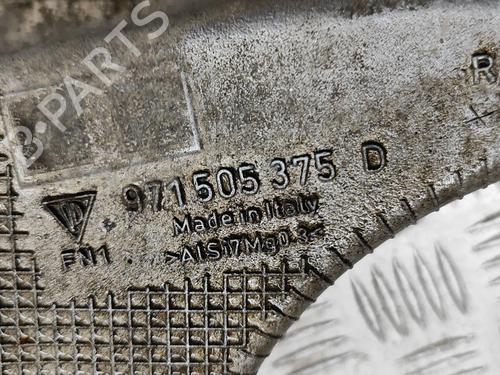 B-PARTS
R
971 505 375 D
Made in Italy
FN1 >AlSi7Mg0.3<